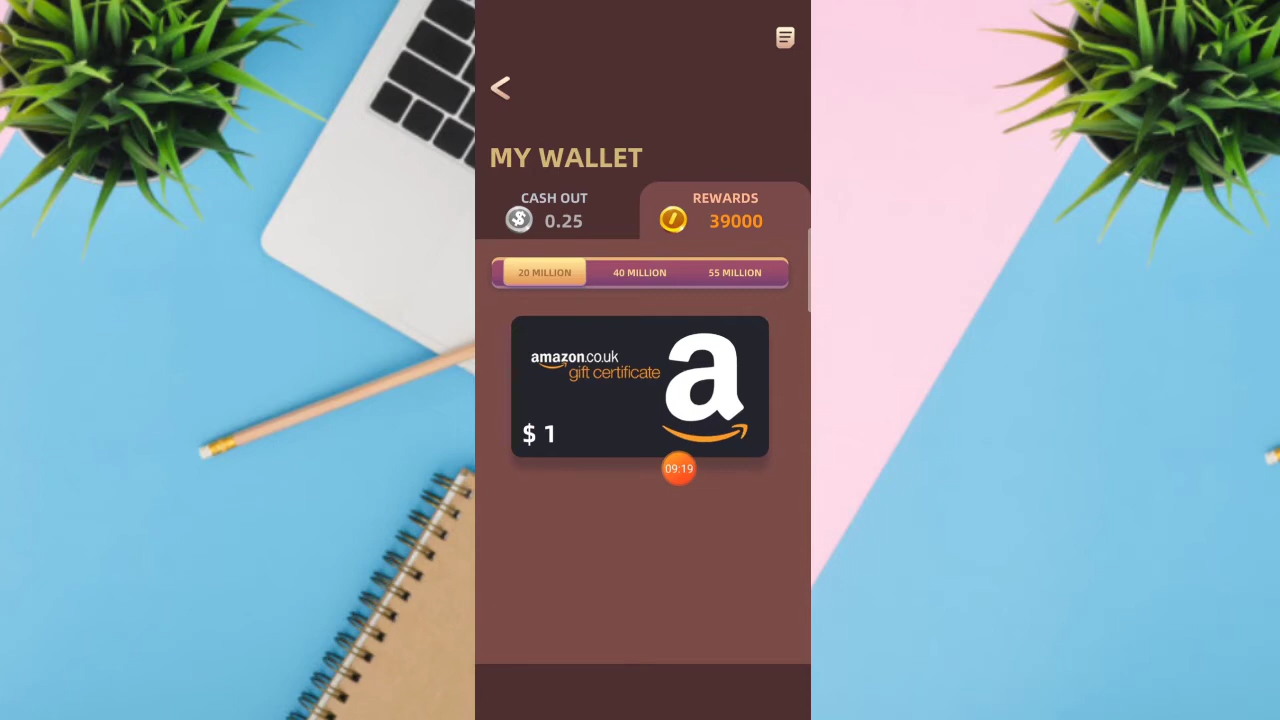 MY WALLET
CASH OUT
0.25
REWARDS
39000
20 MILLION
40 MILLION
55 MILLION
amazon.co.uk
gift certificate
a
$ 1
09:19